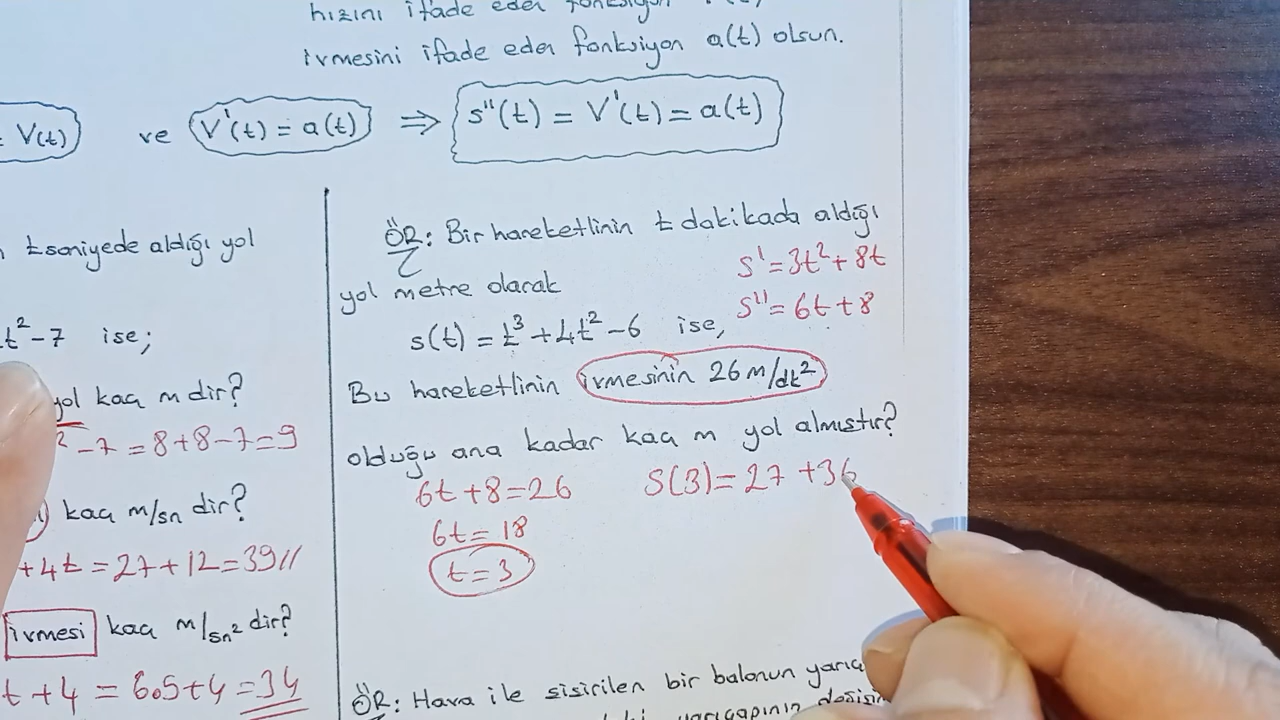 hızını ifade eden fonksiyon
ivmesini ifade eden fonksiyon a(t) olsun.
= V(t) ve V'(t) = a(t) ⇒ s''(t) = V'(t) = a(t)
t saniyede aldığı yol
t² - 7 ise;
yol kaç m dir?
² - 7 = 8 + 8 - 7 = 9
kaç m/sn dir?
+ 4t = 27 + 12 = 39 //
ivmesi kaç m/sn² dir?
t + 4 = 6.5 + 4 = 34
ÖR: Bir hareketlinin t dakikada aldığı
s' = 3t² + 8t
yol metre olarak
s'' = 6t + 8
s(t) = t³ + 4t² - 6 ise,
Bu hareketlinin ivmesinin 26 m/dk²
olduğu ana kadar kaç m yol almıştır?
6t + 8 = 26 S(3) = 27 + 36
6t = 18
t = 3
ÖR: Hava ile şişirilen bir balonun
yarıçapının